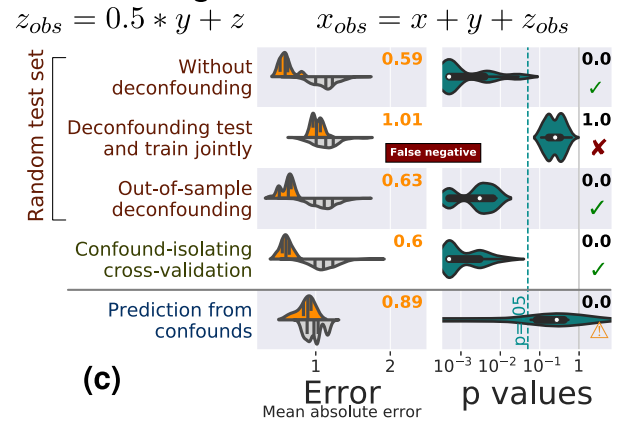 z_obs = 0.5 * y + z
x_obs = x + y + z_obs
Random test set
Without deconfounding
0.59
0.0
✓
Deconfounding test and train jointly
1.01
False negative
1.0
✘
Out-of-sample deconfounding
0.63
0.0
✓
Confound-isolating cross-validation
0.6
0.0
✓
Prediction from confounds
0.89
p=0.05
0.0
⚠
1
2
10⁻³
10⁻²
10⁻¹
1
(c)
Error
Mean absolute error
p values